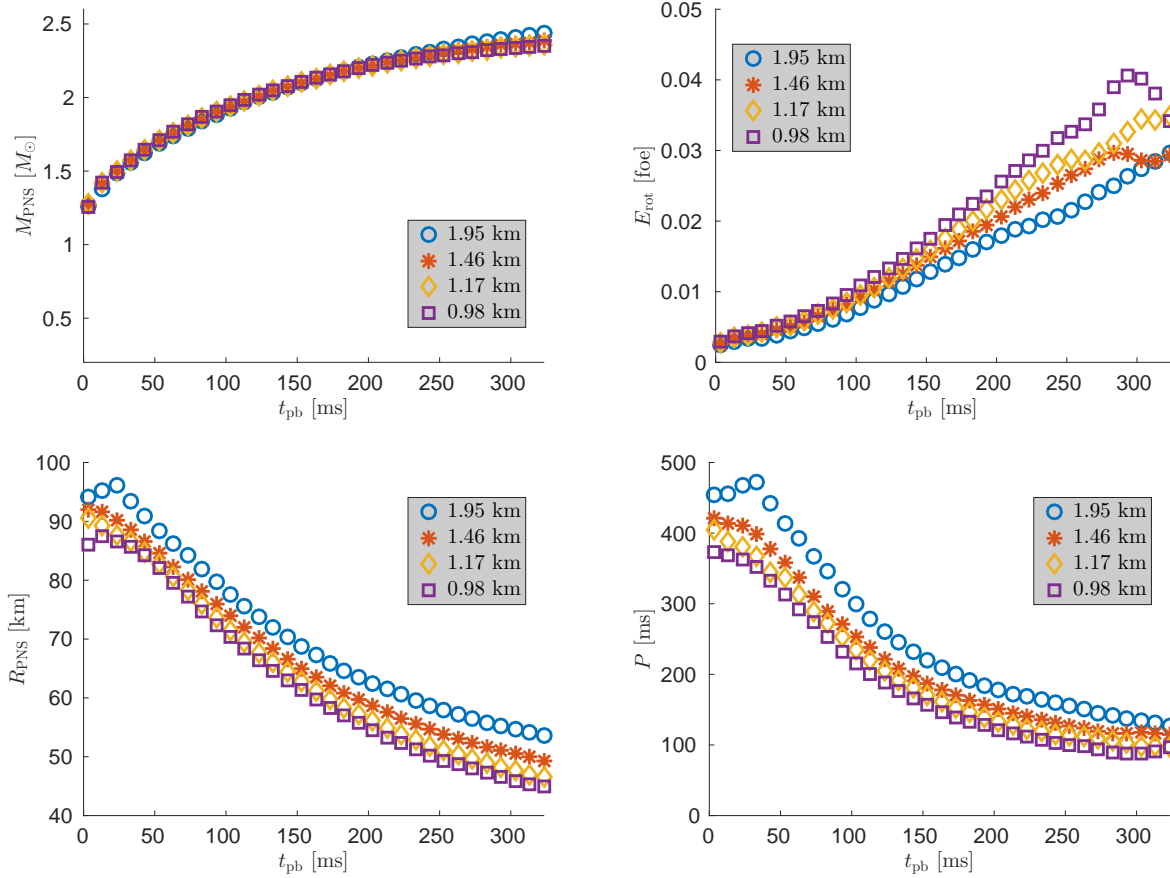 2.5
2
1.5
1
0.5
M_PNS [M_⊙]
1.95 km
1.46 km
1.17 km
0.98 km
0 50 100 150 200 250 300
t_pb [ms]
0.05
0.04
0.03
0.02
0.01
0
E_rot [foe]
1.95 km
1.46 km
1.17 km
0.98 km
0 50 100 150 200 250 300
t_pb [ms]
100
90
80
70
60
50
40
R_PNS [km]
1.95 km
1.46 km
1.17 km
0.98 km
0 50 100 150 200 250 300
t_pb [ms]
500
400
300
200
100
0
P [ms]
1.95 km
1.46 km
1.17 km
0.98 km
0 50 100 150 200 250 300
t_pb [ms]